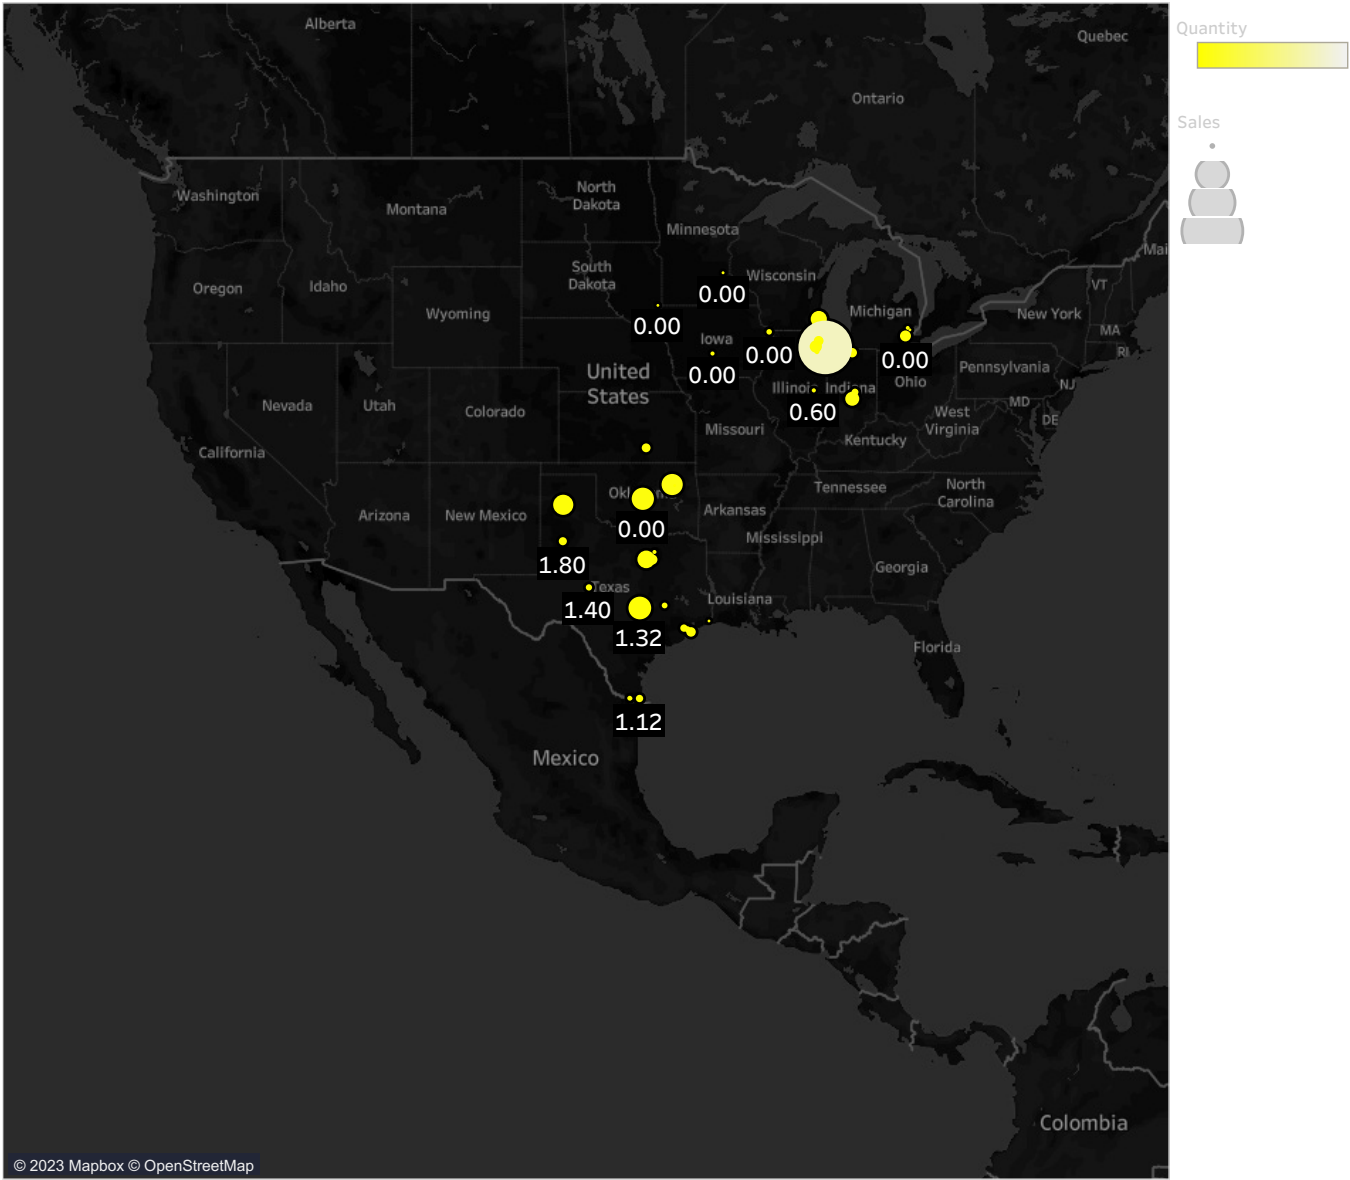 Alberta
Quebec
Ontario
Washington
Montana
North
Dakota
Minnesota
Mai
Oregon
Idaho
South
Dakota
Wisconsin
0.00
VT
Wyoming
0.00
Michigan
New York
MA
Iowa
0.00
0.00
RI
United
States
0.00
Illinois
Indiana
Ohio
Pennsylvania
NJ
Nevada
Utah
Colorado
0.60
West
Virginia
MD
DE
California
Missouri
Kentucky
Arizona
New Mexico
0.00
Arkansas
Tennessee
North
Carolina
Mississippi
1.80
Georgia
Texas
1.40
Louisiana
1.32
Florida
1.12
Mexico
Colombia
© 2023 Mapbox © OpenStreetMap
Quantity
Sales